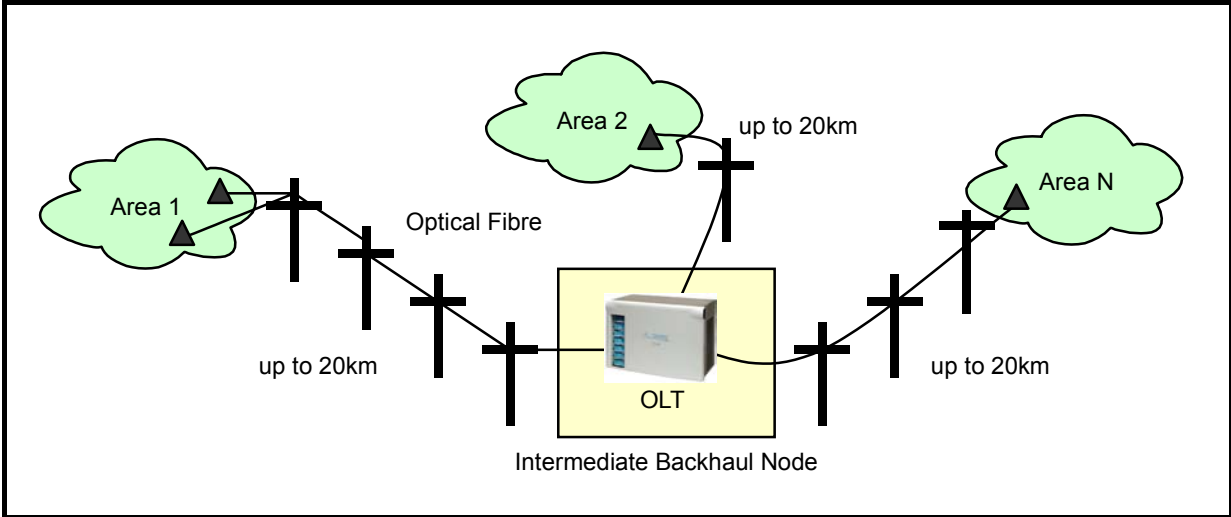 Area 2
up to 20km
Area 1
Area N
Optical Fibre
up to 20km
OLT
up to 20km
Intermediate Backhaul Node